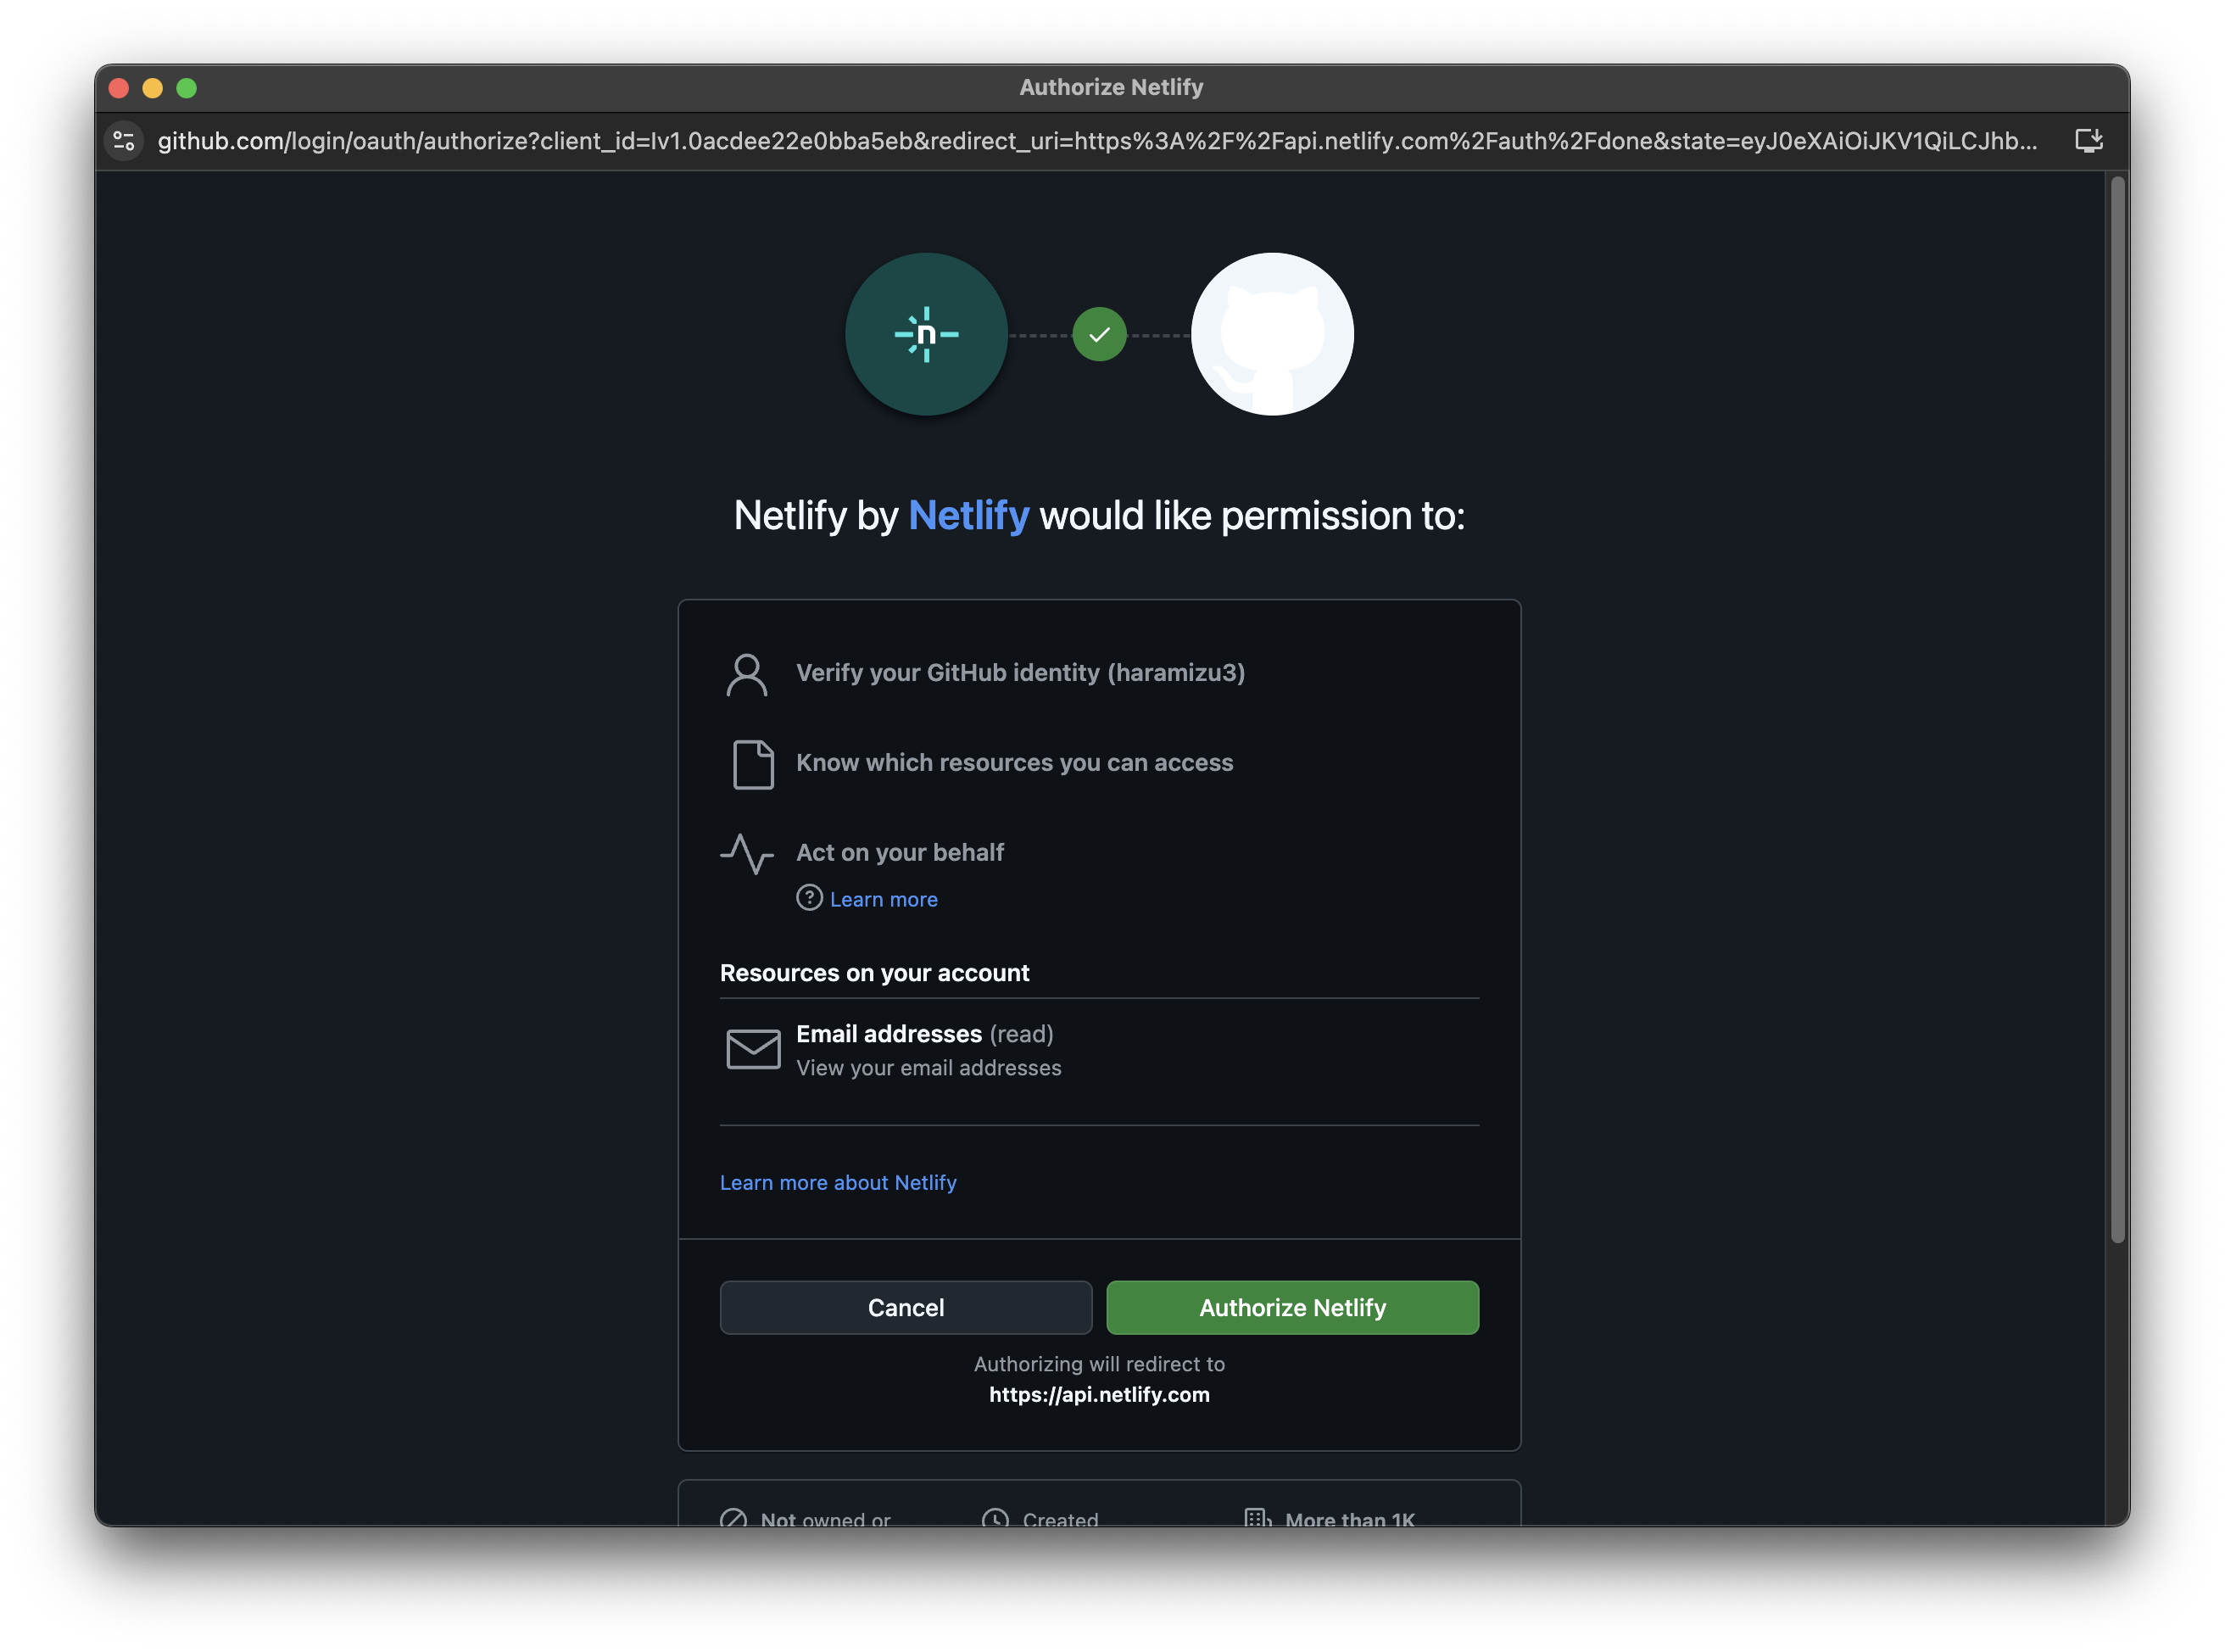 Authorize Netlify
github.com/login/oauth/authorize?client_id=Iv1.0acdee22e0bba5eb&redirect_uri=https%3A%2F%2Fapi.netlify.com%2Fauth%2Fdone&state=eyJ0eXAiOiJKV1QiLCJhb...
n
Netlify by Netlify would like permission to:
Verify your GitHub identity (haramizu3)
Know which resources you can access
Act on your behalf
Learn more
Resources on your account
Email addresses (read)
View your email addresses
Learn more about Netlify
Cancel
Authorize Netlify
Authorizing will redirect to
https://api.netlify.com
Not owned or
Created
More than 1K